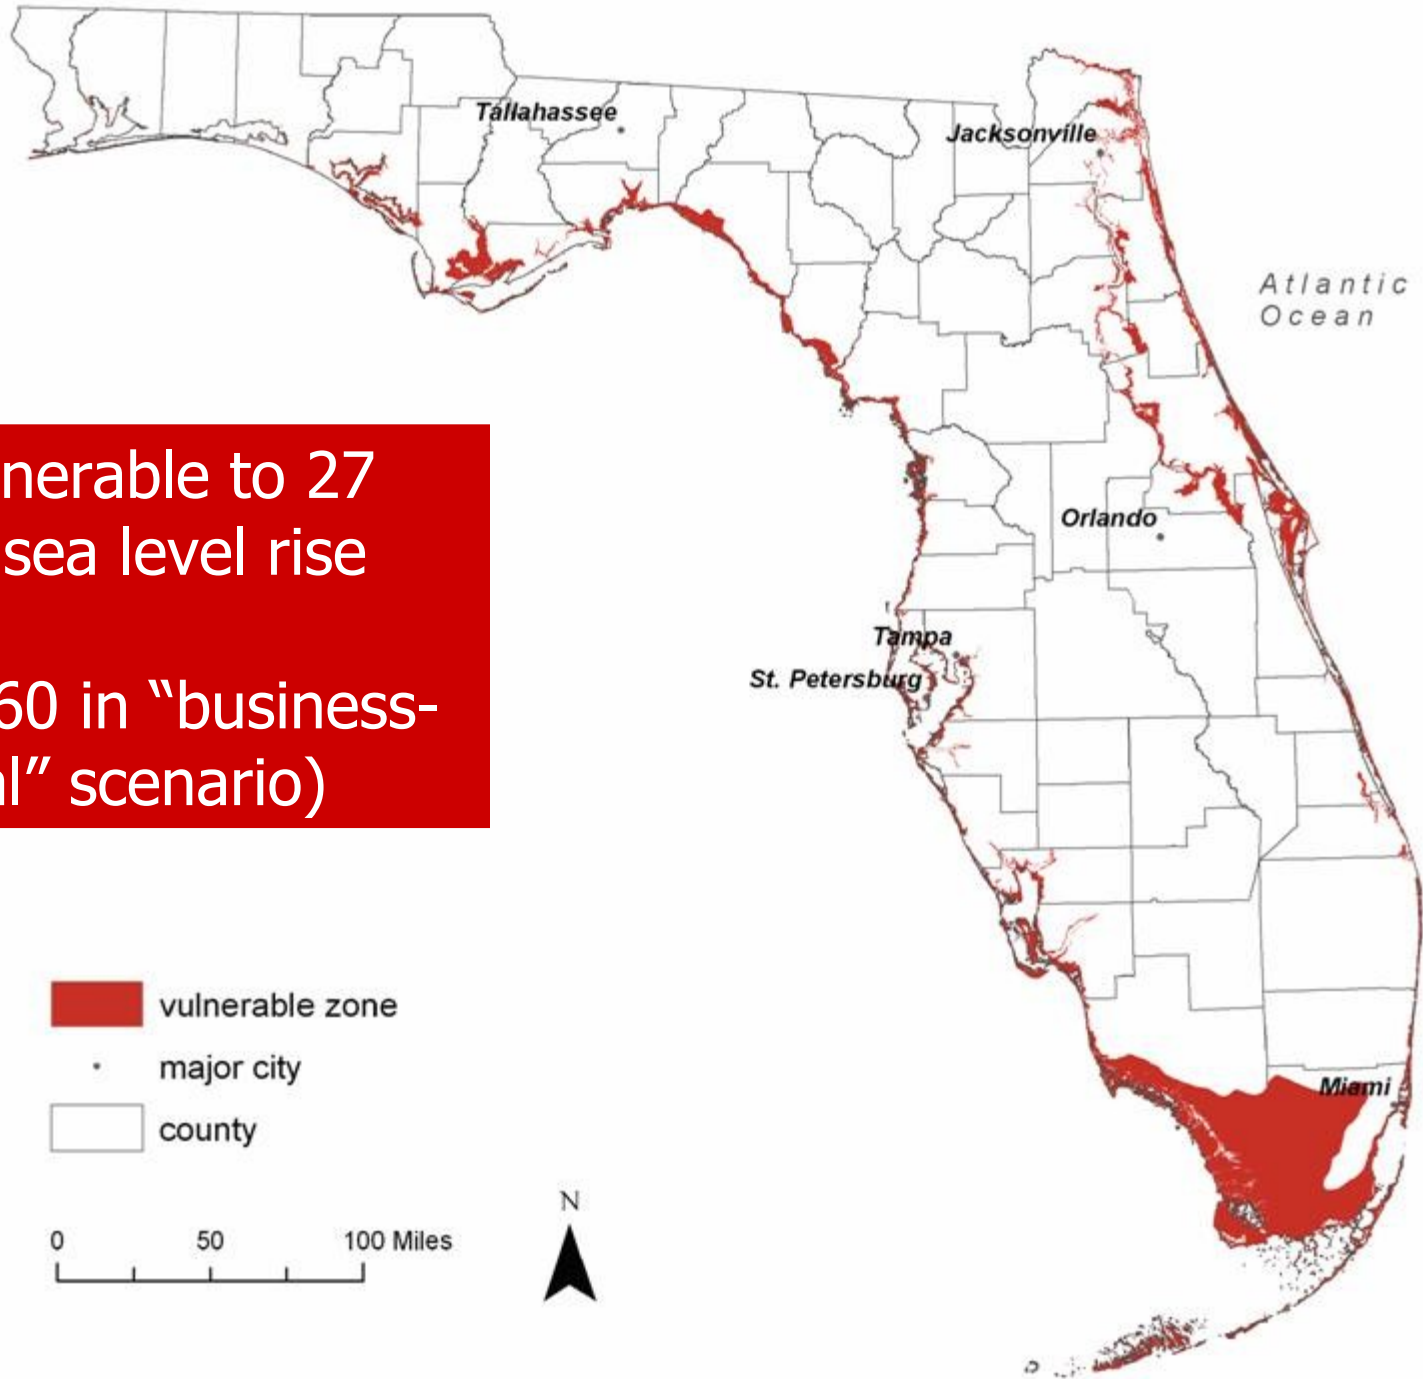 Tallahassee
Jacksonville
Atlantic
Ocean
nerable to 27
sea level rise
60 in “business-
l” scenario)
Orlando
Tampa
St. Petersburg
vulnerable zone
major city
county
Miami
N
0 50 100 Miles